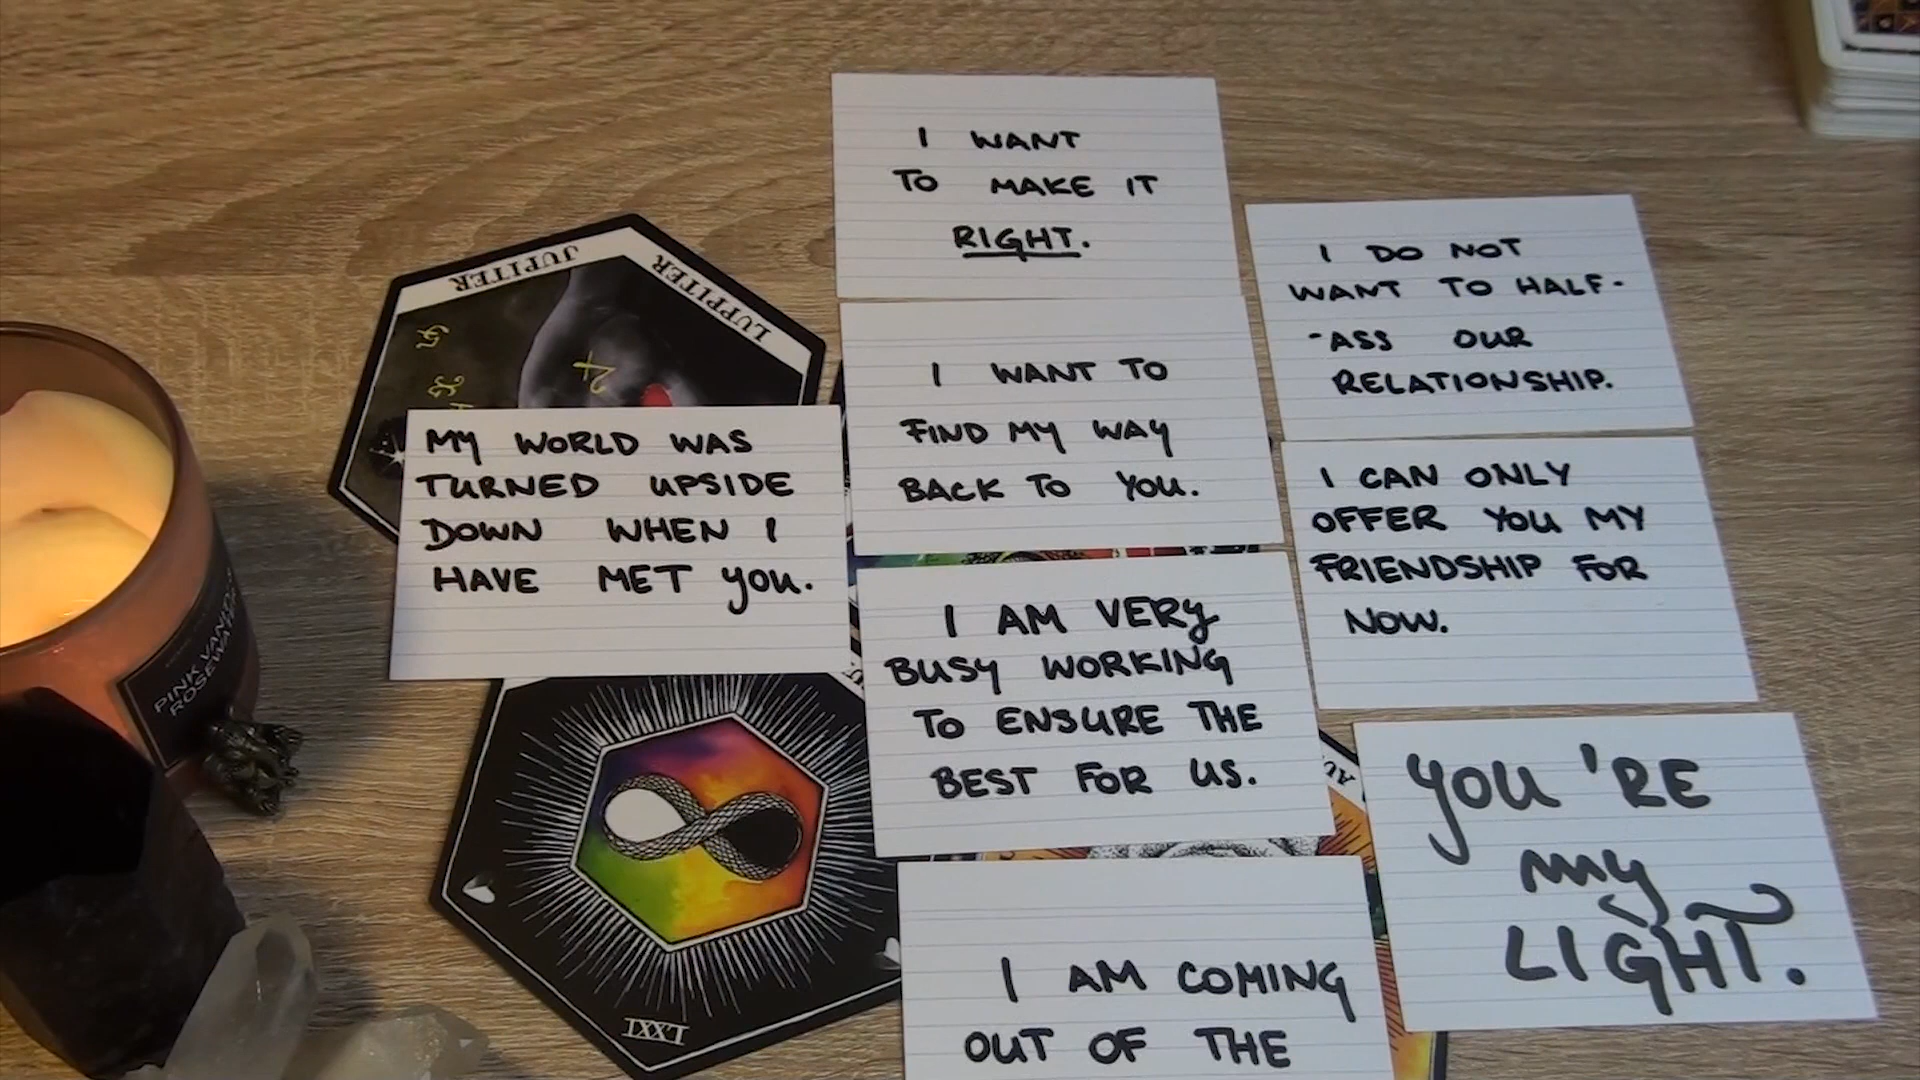 I WANT
TO MAKE IT
RIGHT.
I DO NOT
WANT TO HALF-
-ASS OUR
RELATIONSHIP.
JUPITER
JUPITER
I WANT TO
FIND MY WAY
BACK TO YOU.
MY WORLD WAS
TURNED UPSIDE
DOWN WHEN I
HAVE MET YOU.
I CAN ONLY
OFFER YOU MY
FRIENDSHIP FOR
NOW.
I AM VERY
BUSY WORKING
TO ENSURE THE
BEST FOR US.
PINK
YOU'RE
MY
LIGHT.
I AM COMING
OUT OF THE
LXXI